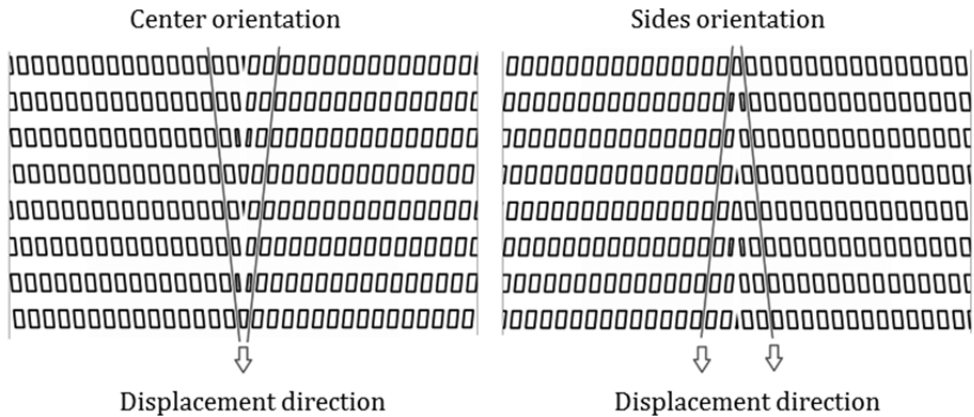 Center orientation
Sides orientation
Displacement direction
Displacement direction